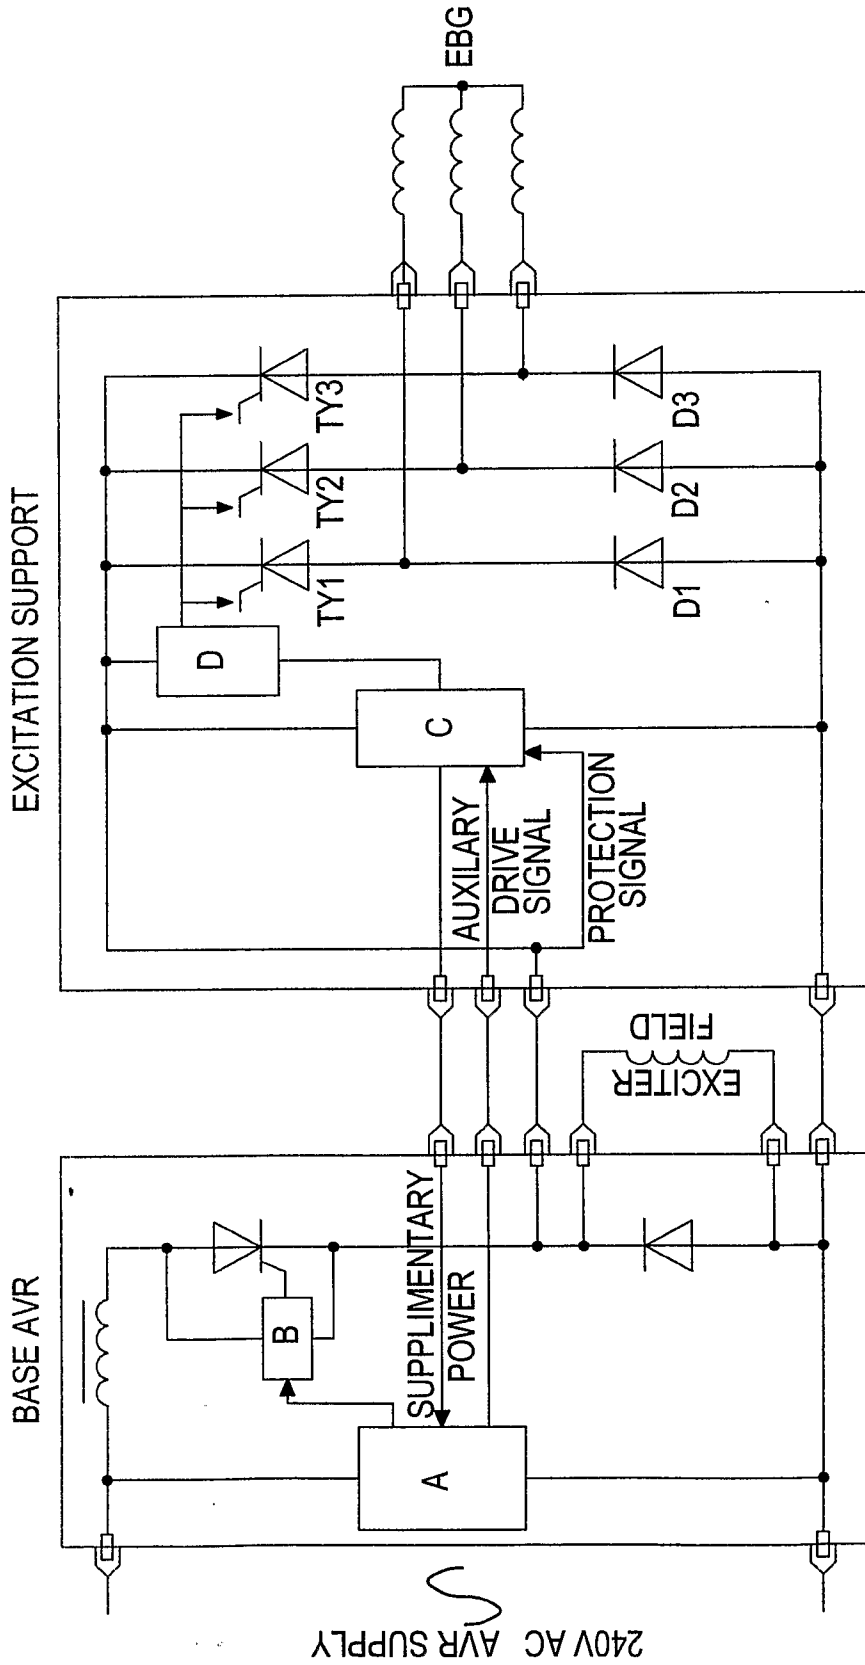 BASE AVR
240V AC AVR SUPPLY
A
B
SUPPLIMENTARY
POWER
EXCITER
FIELD
EXCITATION SUPPORT
AUXILARY
DRIVE
SIGNAL
PROTECTION
SIGNAL
C
D
TY1
TY2
TY3
D1
D2
D3
EBG